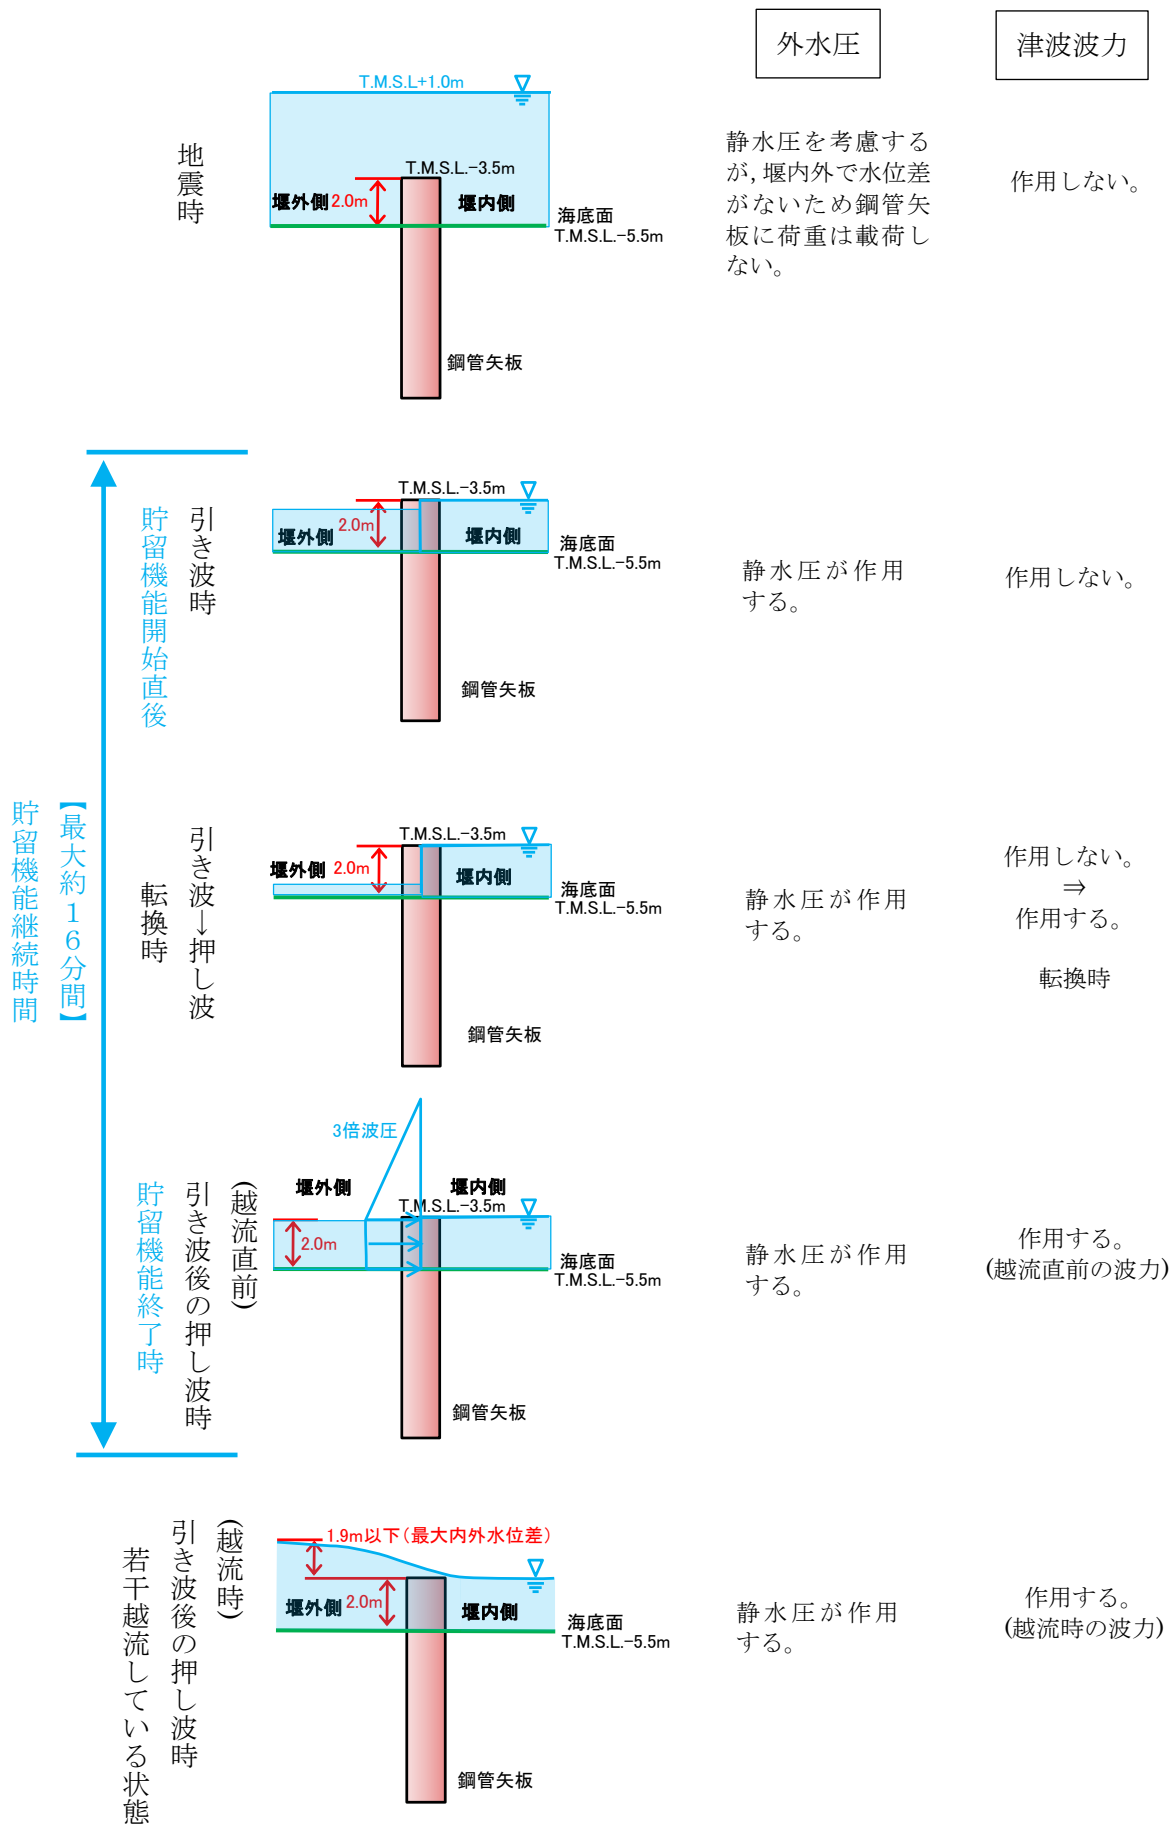 外水圧
津波波力
地震時
T.M.S.L+1.0m
T.M.S.L.-3.5m
堰外側
2.0m
堰内側
海底面
T.M.S.L.-5.5m
鋼管矢板
静水圧を考慮する
が,堰内外で水位差
がないため鋼管矢
板に荷重は載荷し
ない。
作用しない。
貯留機能継続時間
【最大約16分間】
引き波時
貯留機能開始直後
T.M.S.L.-3.5m
堰外側
2.0m
堰内側
海底面
T.M.S.L.-5.5m
鋼管矢板
静水圧が作用
する。
作用しない。
引き波→押し波
転換時
T.M.S.L.-3.5m
堰外側
2.0m
堰内側
海底面
T.M.S.L.-5.5m
鋼管矢板
静水圧が作用
する。
作用しない。
⇒
作用する。
転換時
(越流直前)
引き波後の押し波時
貯留機能終了時
3倍波圧
堰外側
堰内側
T.M.S.L.-3.5m
2.0m
海底面
T.M.S.L.-5.5m
鋼管矢板
静水圧が作用
する。
作用する。
(越流直前の波力)
(越流時)
引き波後の押し波時
若干越流している状態
1.9m以下(最大内外水位差)
堰外側
2.0m
堰内側
海底面
T.M.S.L.-5.5m
鋼管矢板
静水圧が作用
する。
作用する。
(越流時の波力)